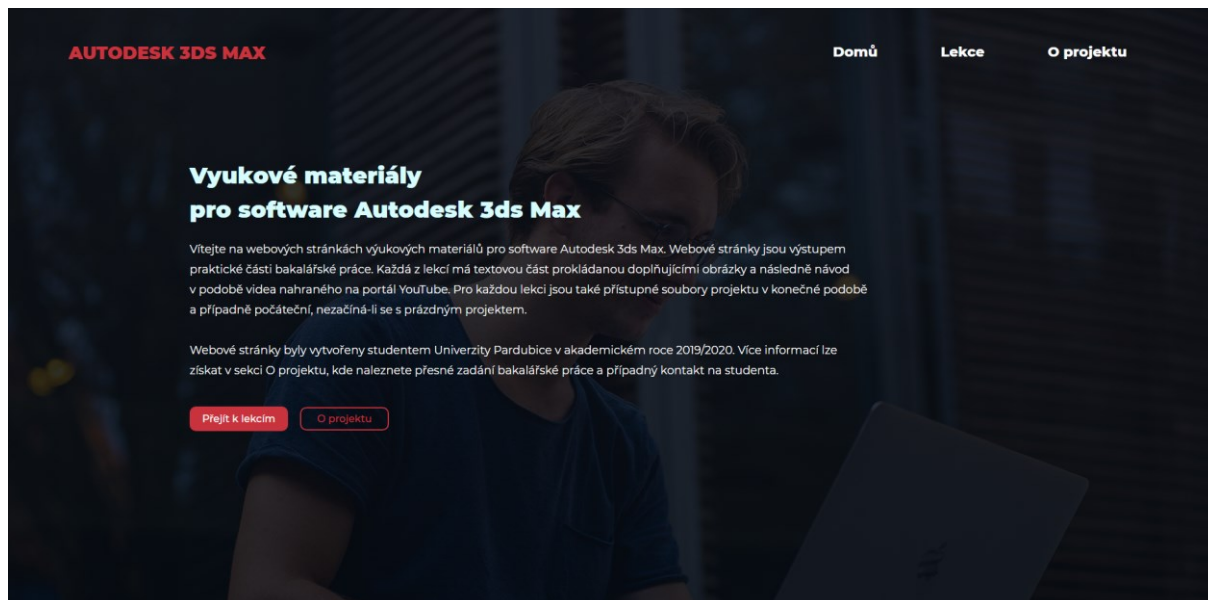 AUTODESK 3DS MAX
Domů
Lekce
O projektu
Vyukové materiály
pro software Autodesk 3ds Max
Vítejte na webových stránkách výukových materiálů pro software Autodesk 3ds Max. Webové stránky jsou výstupem
praktické části bakalářské práce. Každá z lekcí má textovou část prokládanou doplňujícími obrázky a následně návod
v podobě videa nahraného na portál YouTube. Pro každou lekci jsou také přístupné soubory projektu v konečné podobě
a případně počáteční, nezačíná-li se s prázdným projektem.
Webové stránky byly vytvořeny studentem Univerzity Pardubice v akademickém roce 2019/2020. Více informací lze
získat v sekci O projektu, kde naleznete přesné zadání bakalářské práce a případný kontakt na studenta.
Přejít k lekcím
O projektu